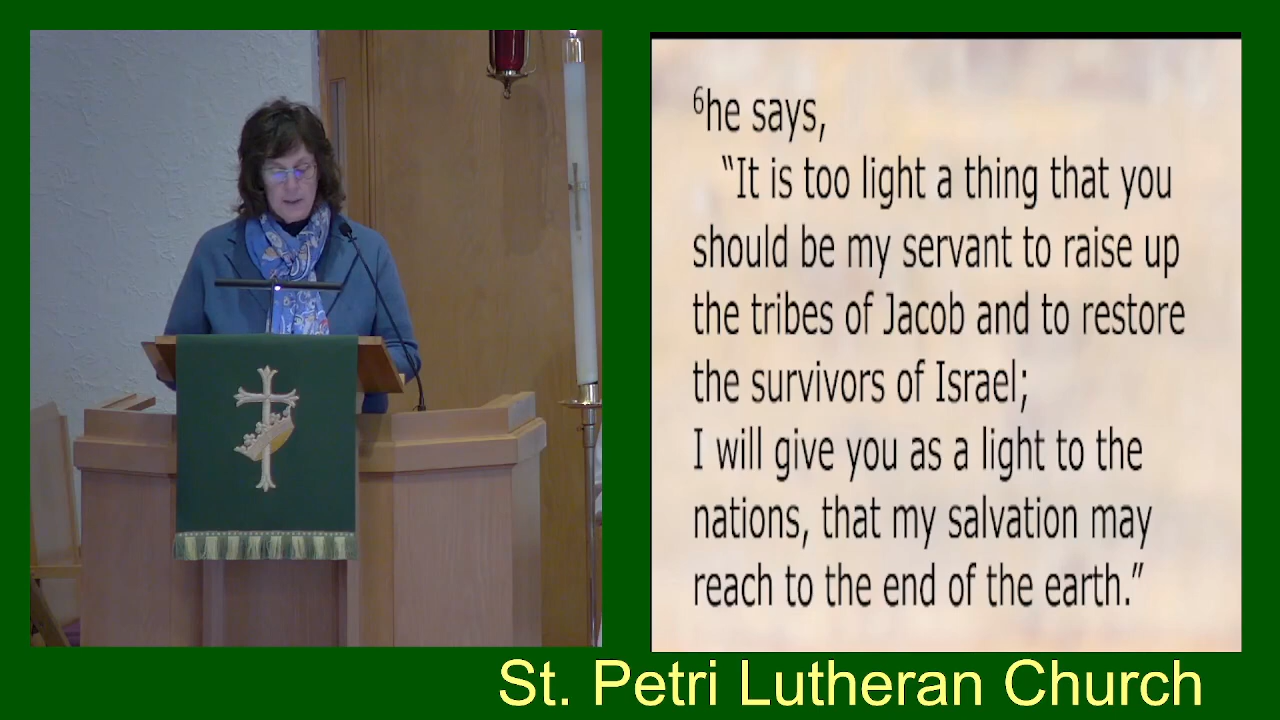 ⁶he says,
“It is too light a thing that you
should be my servant to raise up
the tribes of Jacob and to restore
the survivors of Israel;
I will give you as a light to the
nations, that my salvation may
reach to the end of the earth.”
St. Petri Lutheran Church